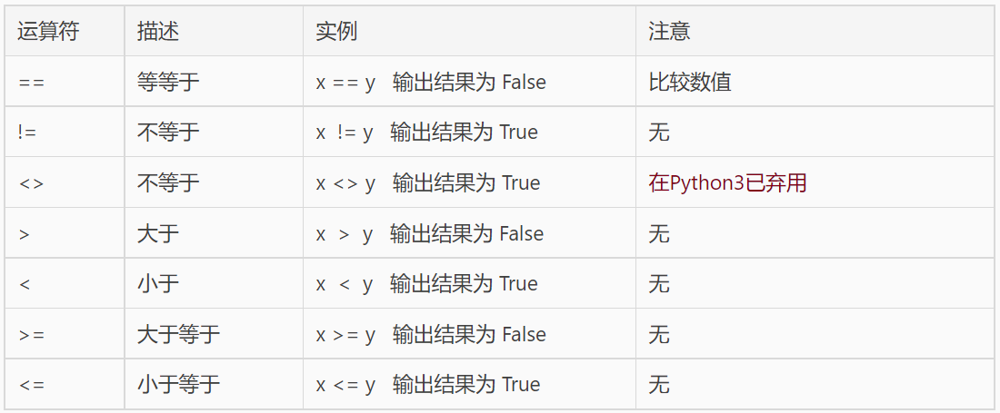 运算符 描述 实例 注意
== 等等于 x == y 输出结果为 False 比较数值
!= 不等于 x != y 输出结果为 True 无
<> 不等于 x <> y 输出结果为 True 在Python3已弃用
> 大于 x > y 输出结果为 False 无
< 小于 x < y 输出结果为 True 无
>= 大于等于 x >= y 输出结果为 False 无
<= 小于等于 x <= y 输出结果为 True 无